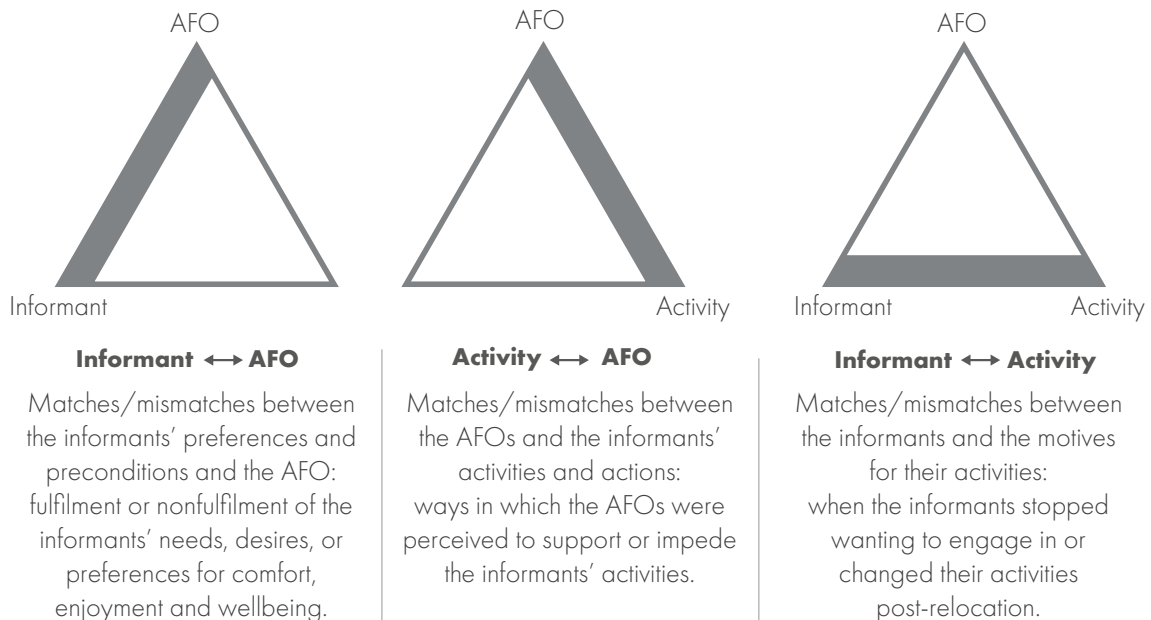 AFO
Informant
Informant ↔ AFO
Matches/mismatches between
the informants’ preferences and
preconditions and the AFO:
fulfilment or nonfulfilment of the
informants’ needs, desires, or
preferences for comfort,
enjoyment and wellbeing.
AFO
Activity
Activity ↔ AFO
Matches/mismatches between
the AFOs and the informants’
activities and actions:
ways in which the AFOs were
perceived to support or impede
the informants’ activities.
AFO
Informant
Activity
Informant ↔ Activity
Matches/mismatches between
the informants and the motives
for their activities:
when the informants stopped
wanting to engage in or
changed their activities
post-relocation.